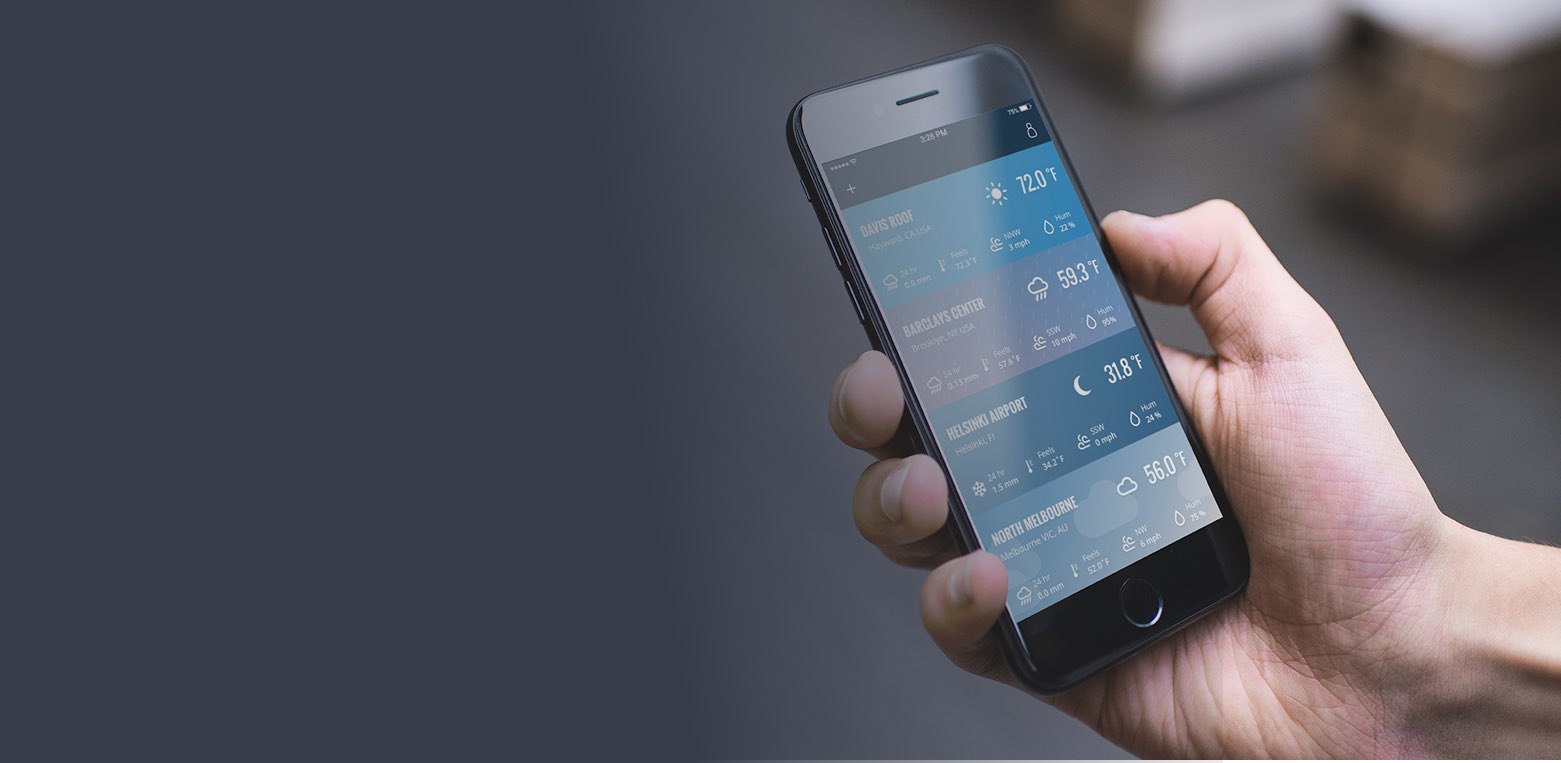 75%
3:28 PM
+
DAVIS ROOF
Hayward, CA USA
72.0 °F
24 hr
0.0 mm
Feels
72.3°F
NNW
3 mph
Hum
22 %
BARCLAYS CENTER
Brooklyn, NY USA
59.3 °F
24 hr
0.13 mm
Feels
57.6°F
SSW
10 mph
Hum
95%
HELSINKI AIRPORT
Helsinki, FI
31.8 °F
24 hr
1.5 mm
Feels
34.2°F
SSW
0 mph
Hum
24 %
NORTH MELBOURNE
Melbourne VIC, AU
56.0 °F
24 hr
0.0 mm
Feels
52.0°F
NW
6 mph
Hum
75 %